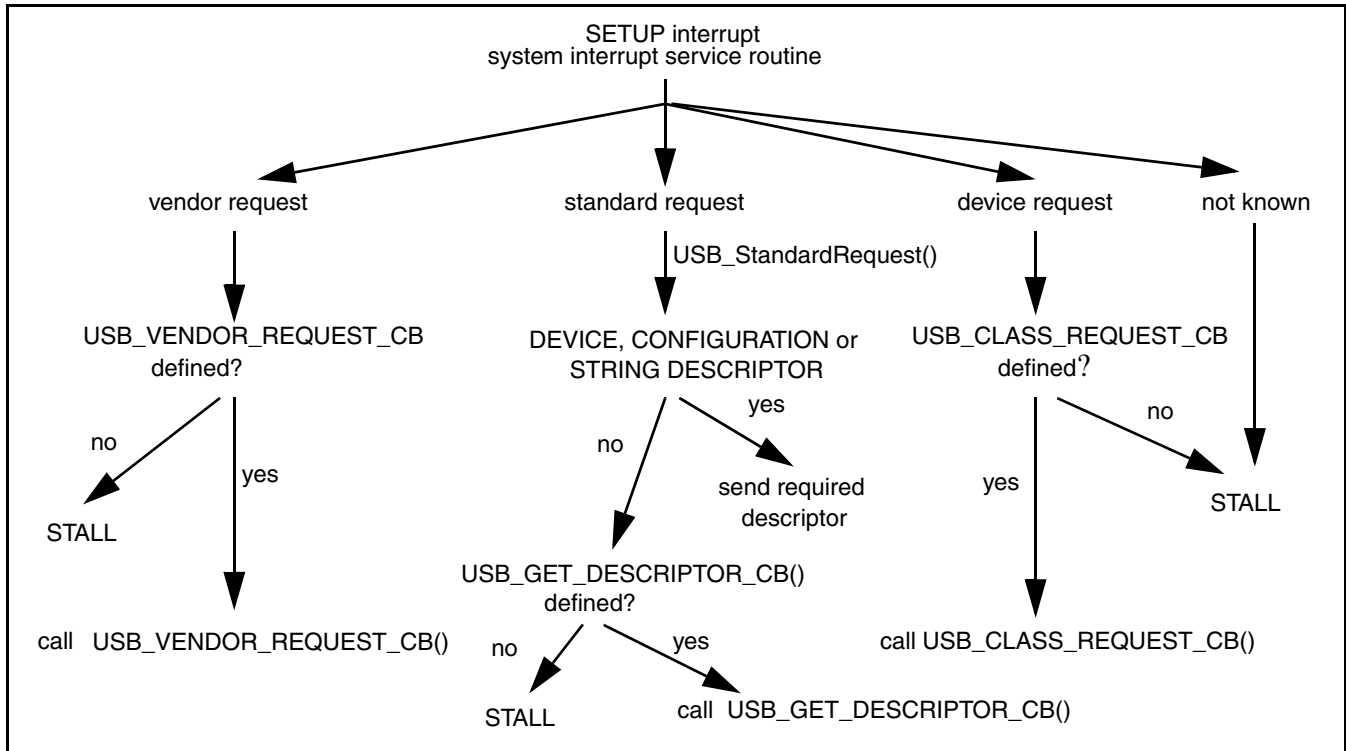 SETUP interrupt
system interrupt service routine
vendor request
standard request
device request
not known
USB_StandardRequest()
USB_VENDOR_REQUEST_CB
defined?
DEVICE, CONFIGURATION or
STRING DESCRIPTOR
USB_CLASS_REQUEST_CB
defined?
no
yes
STALL
no
yes
send required
descriptor
yes
no
STALL
USB_GET_DESCRIPTOR_CB()
defined?
call USB_VENDOR_REQUEST_CB()
no
yes
STALL
call USB_GET_DESCRIPTOR_CB()
call USB_CLASS_REQUEST_CB()